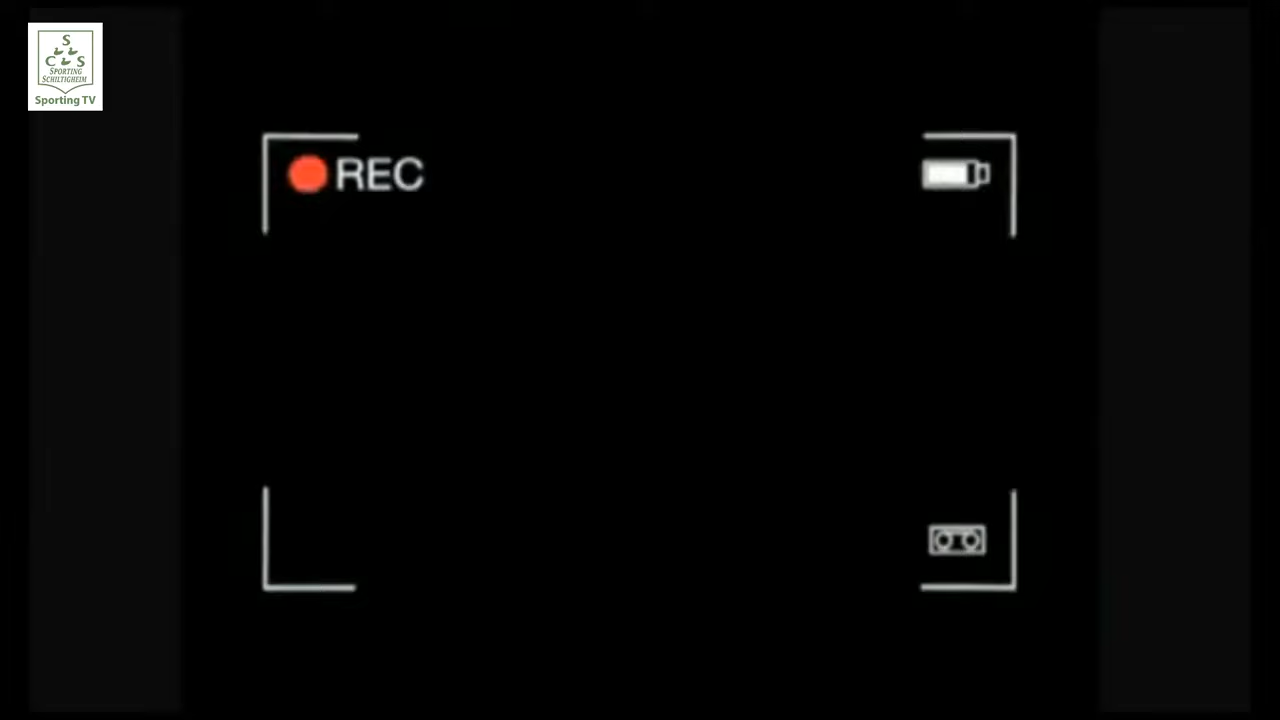 S
C S
SPORTING
SCHILTIGHEIM
Sporting TV
REC